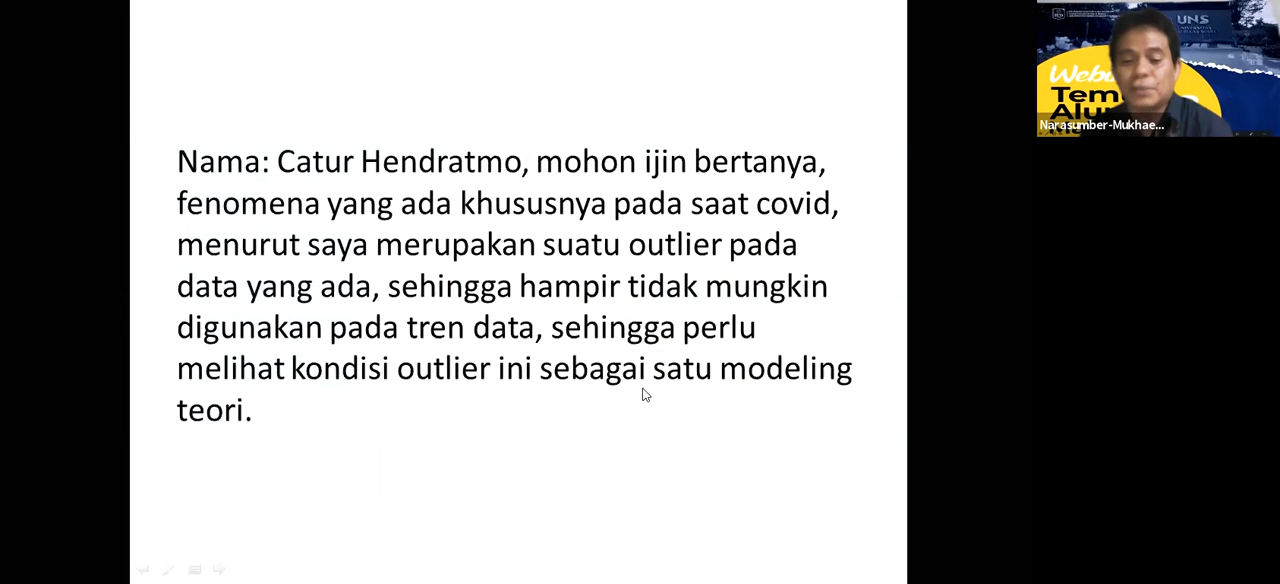 Nama: Catur Hendratmo, mohon ijin bertanya,
fenomena yang ada khususnya pada saat covid,
menurut saya merupakan suatu outlier pada
data yang ada, sehingga hampir tidak mungkin
digunakan pada tren data, sehingga perlu
melihat kondisi outlier ini sebagai satu modeling
teori.
UNS
Narasumber-Mukhae...